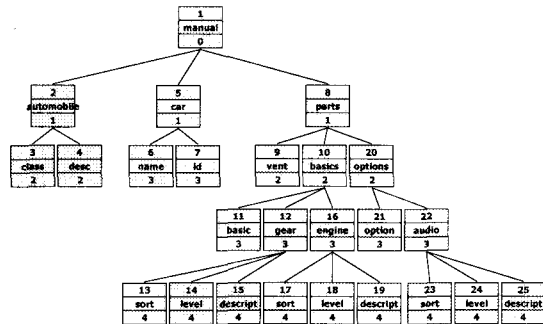 1
manual
0
2 5 8
automobile car parts
1 1 1
3 4 6 7 9 10 20
class desc name id vent basics options
2 2 3 3 2 2 2
11 12 16 21 22
basic gear engine option audio
3 3 3 3 3
13 14 15 17 18 19 23 24 25
sort level descript sort level descript sort level descript
4 4 4 4 4 4 4 4 4